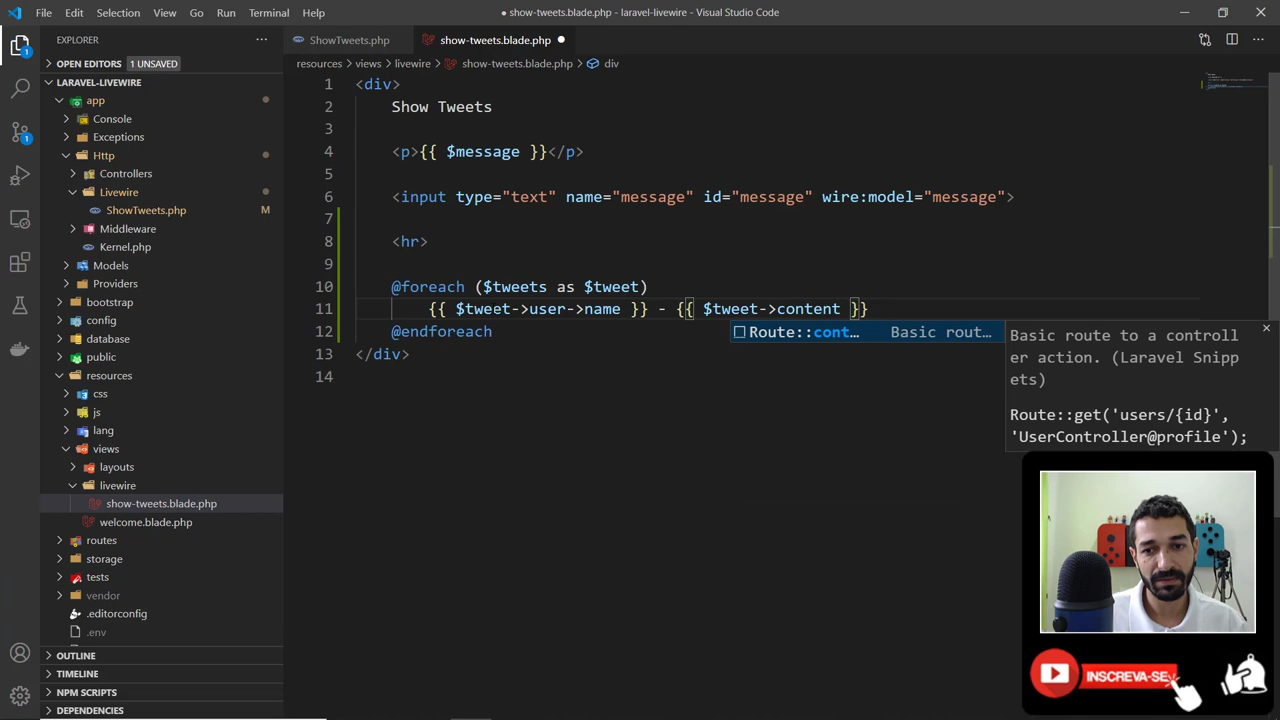 File Edit Selection View Go Run Terminal Help
● show-tweets.blade.php - laravel-livewire - Visual Studio Code
EXPLORER
ShowTweets.php
show-tweets.blade.php
OPEN EDITORS 1 UNSAVED
resources > views > livewire > show-tweets.blade.php > div
LARAVEL-LIVEWIRE
app
Console
Exceptions
Http
Controllers
Livewire
ShowTweets.php M
Middleware
Kernel.php
Models
Providers
bootstrap
config
database
public
resources
css
js
lang
views
layouts
livewire
show-tweets.blade.php
welcome.blade.php
routes
storage
tests
vendor
.editorconfig
.env
OUTLINE
TIMELINE
NPM SCRIPTS
DEPENDENCIES
1 <div>
2 Show Tweets
3
4 <p>{{ $message }}</p>
5
6 <input type="text" name="message" id="message" wire:model="message">
7
8 <hr>
9
10 @foreach ($tweets as $tweet)
11 {{ $tweet->user->name }} - {{ $tweet->content }}
12 @endforeach
13 </div>
14
Route::cont… Basic rout…
Basic route to a controll
er action. (Laravel Snipp
ets)
Route::get('users/{id}',
'UserController@profile');
INSCREVA-SE
1
1